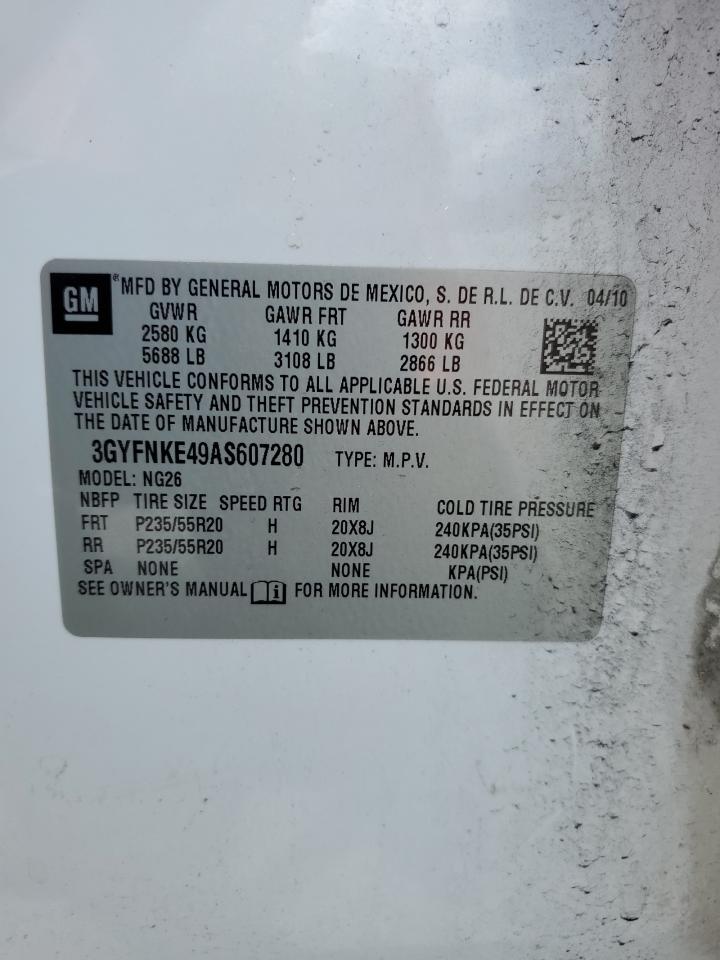 GM ® MFD BY GENERAL MOTORS DE MEXICO, S. DE R.L. DE C.V. 04/10
GVWR GAWR FRT GAWR RR
2580 KG 1410 KG 1300 KG
5688 LB 3108 LB 2866 LB
THIS VEHICLE CONFORMS TO ALL APPLICABLE U.S. FEDERAL MOTOR
VEHICLE SAFETY AND THEFT PREVENTION STANDARDS IN EFFECT ON
THE DATE OF MANUFACTURE SHOWN ABOVE.
3GYFNKE49AS607280 TYPE: M.P.V.
MODEL: NG26
NBFP TIRE SIZE SPEED RTG RIM COLD TIRE PRESSURE
FRT P235/55R20 H 20X8J 240KPA(35PSI)
RR P235/55R20 H 20X8J 240KPA(35PSI)
SPA NONE NONE KPA(PSI)
SEE OWNER'S MANUAL i FOR MORE INFORMATION.